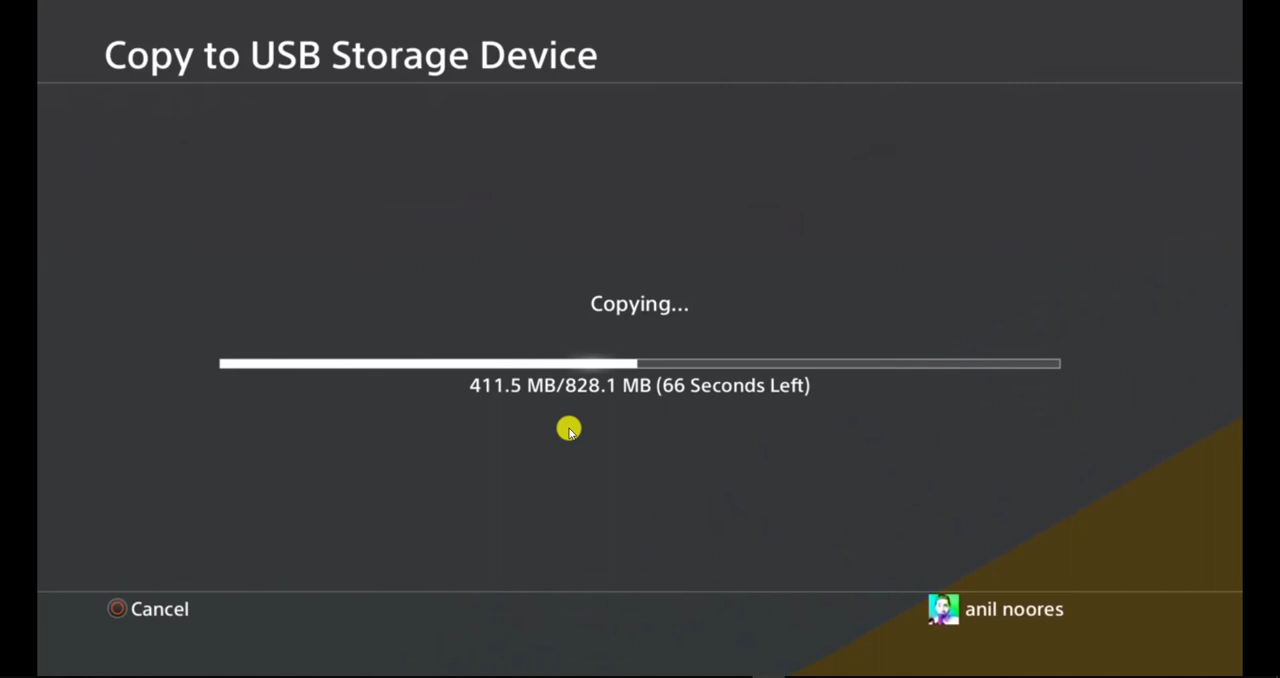 Copy to USB Storage Device
Copying...
411.5 MB/828.1 MB (66 Seconds Left)
Cancel
anil noores